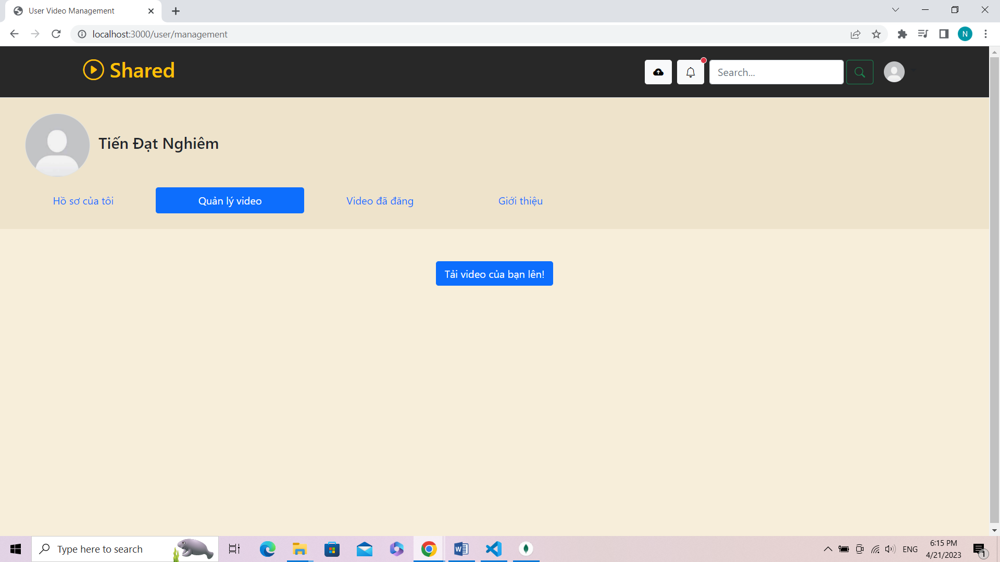 User Video Management
localhost:3000/user/management
N
Shared
Search...
Tiến Đạt Nghiêm
Hồ sơ của tôi
Quản lý video
Video đã đăng
Giới thiệu
Tải video của bạn lên!
Type here to search
ENG
6:15 PM
4/21/2023
1